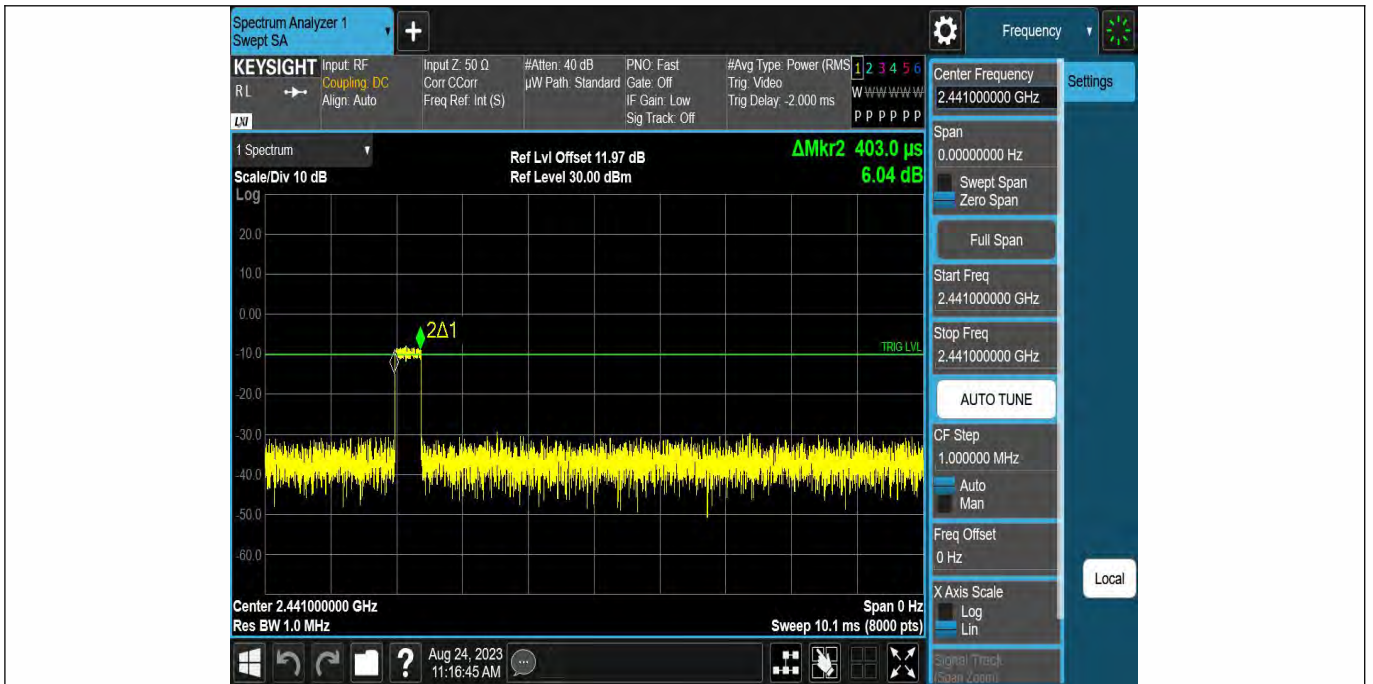 Spectrum Analyzer 1
Swept SA
+
Frequency
KEYSIGHT
RL
LXI
Input: RF
Coupling: DC
Align: Auto
Input Z: 50 Ω
Corr CCorr
Freq Ref: Int (S)
#Atten: 40 dB
µW Path: Standard
PNO: Fast
Gate: Off
IF Gain: Low
Sig Track: Off
#Avg Type: Power (RMS
Trig: Video
Trig Delay: -2.000 ms
1 2 3 4 5 6
W W W W W W
P P P P P P
Center Frequency
2.441000000 GHz
Settings
1 Spectrum
Scale/Div 10 dB
Ref Lvl Offset 11.97 dB
Ref Level 30.00 dBm
ΔMkr2 403.0 µs
6.04 dB
Log
20.0
10.0
0.00
-10.0
-20.0
-30.0
-40.0
-50.0
-60.0
2Δ1
TRIG LVL
Center 2.441000000 GHz
Res BW 1.0 MHz
Span 0 Hz
Sweep 10.1 ms (8000 pts)
Span
0.00000000 Hz
Swept Span
Zero Span
Full Span
Start Freq
2.441000000 GHz
Stop Freq
2.441000000 GHz
AUTO TUNE
CF Step
1.000000 MHz
Auto
Man
Freq Offset
0 Hz
X Axis Scale
Log
Lin
Signal Track
(Span Zoom)
Local
?
Aug 24, 2023
11:16:45 AM